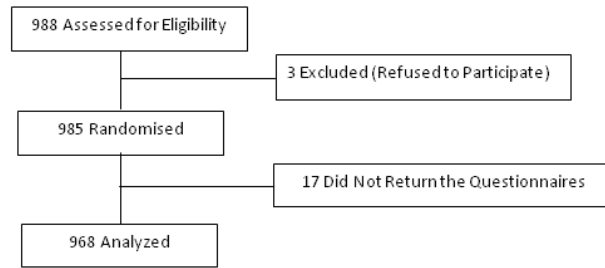 988 Assessed for Eligibility
3 Excluded (Refused to Participate)
985 Randomised
17 Did Not Return the Questionnaires
968 Analyzed